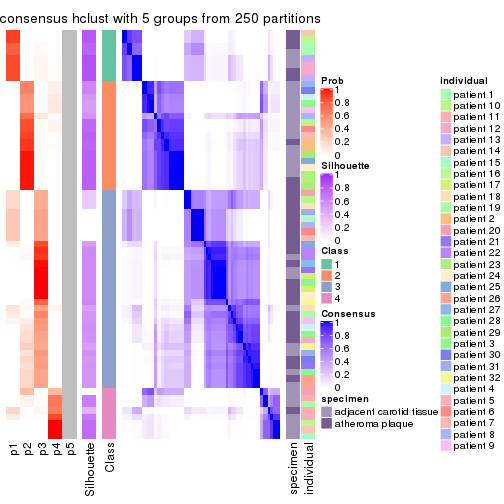 consensus hclust with 5 groups from 250 partitions
Prob
1
0.8
0.6
0.4
0.2
0
Silhouette
1
0.8
0.6
0.4
0.2
0
Class
1
2
3
4
Consensus
1
0.8
0.6
0.4
0.2
0
specimen
adjacent carotid tissue
atheroma plaque
individual
patient 1
patient 10
patient 11
patient 12
patient 13
patient 14
patient 15
patient 16
patient 17
patient 18
patient 19
patient 2
patient 20
patient 21
patient 22
patient 23
patient 24
patient 25
patient 26
patient 27
patient 28
patient 29
patient 3
patient 30
patient 31
patient 32
patient 4
patient 5
patient 6
patient 7
patient 8
patient 9
p1
p2
p3
p4
p5
Silhouette
Class
specimen
individual